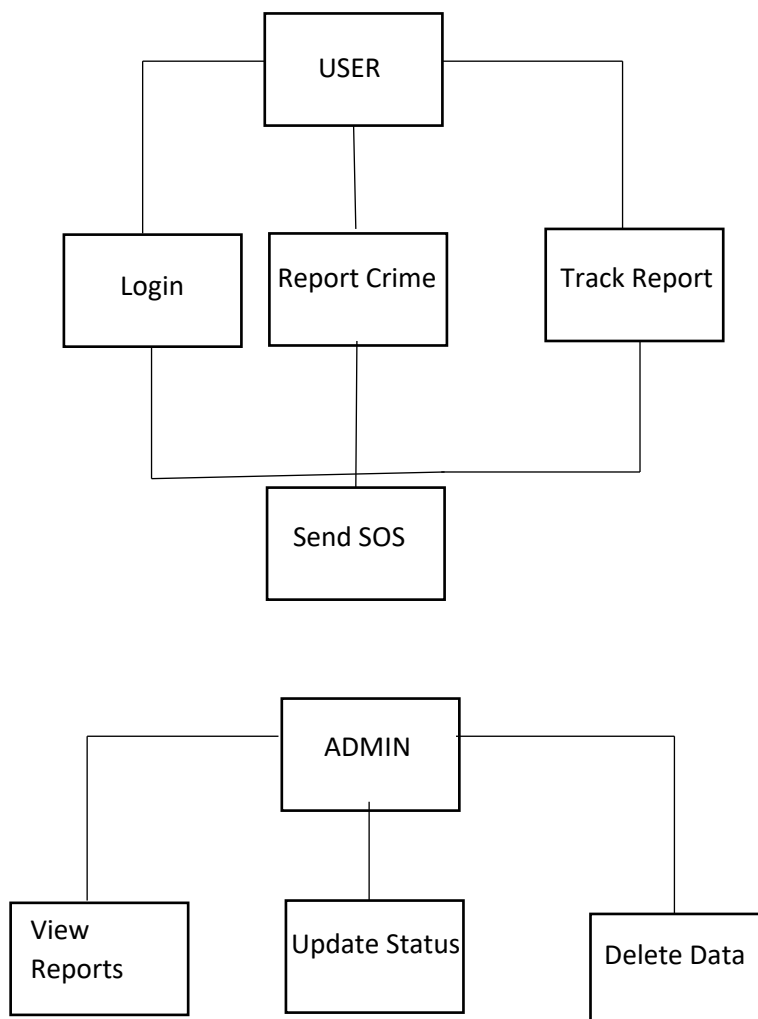 USER
Login
Report Crime
Track Report
Send SOS
ADMIN
View
Reports
Update Status
Delete Data